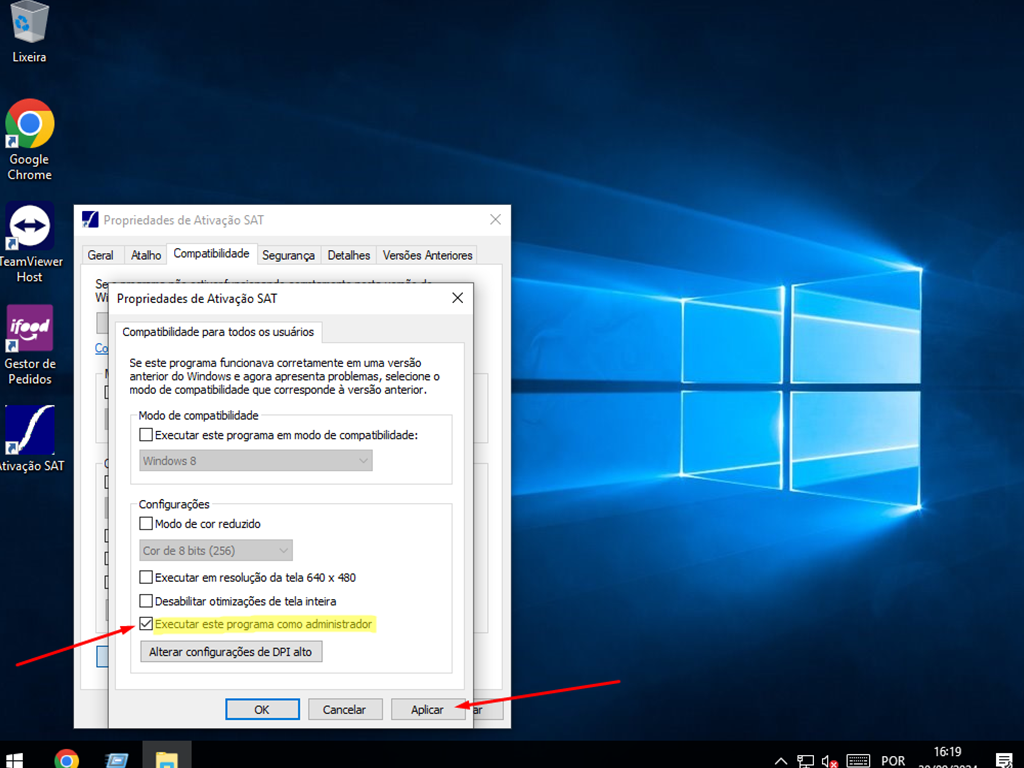 Lixeira
Google
Chrome
TeamViewer
Host
ifood
Gestor de
Pedidos
Ativação SAT
Propriedades de Ativação SAT
Geral
Atalho
Compatibilidade
Segurança
Detalhes
Versões Anteriores
Propriedades de Ativação SAT
Compatibilidade para todos os usuários
Se este programa funcionava corretamente em uma versão
anterior do Windows e agora apresenta problemas, selecione o
modo de compatibilidade que corresponde à versão anterior.
Modo de compatibilidade
Executar este programa em modo de compatibilidade:
Windows 8
Configurações
Modo de cor reduzido
Cor de 8 bits (256)
Executar em resolução da tela 640 x 480
Desabilitar otimizações de tela inteira
Executar este programa como administrador
Alterar configurações de DPI alto
OK
Cancelar
Aplicar
ar
POR
16:19